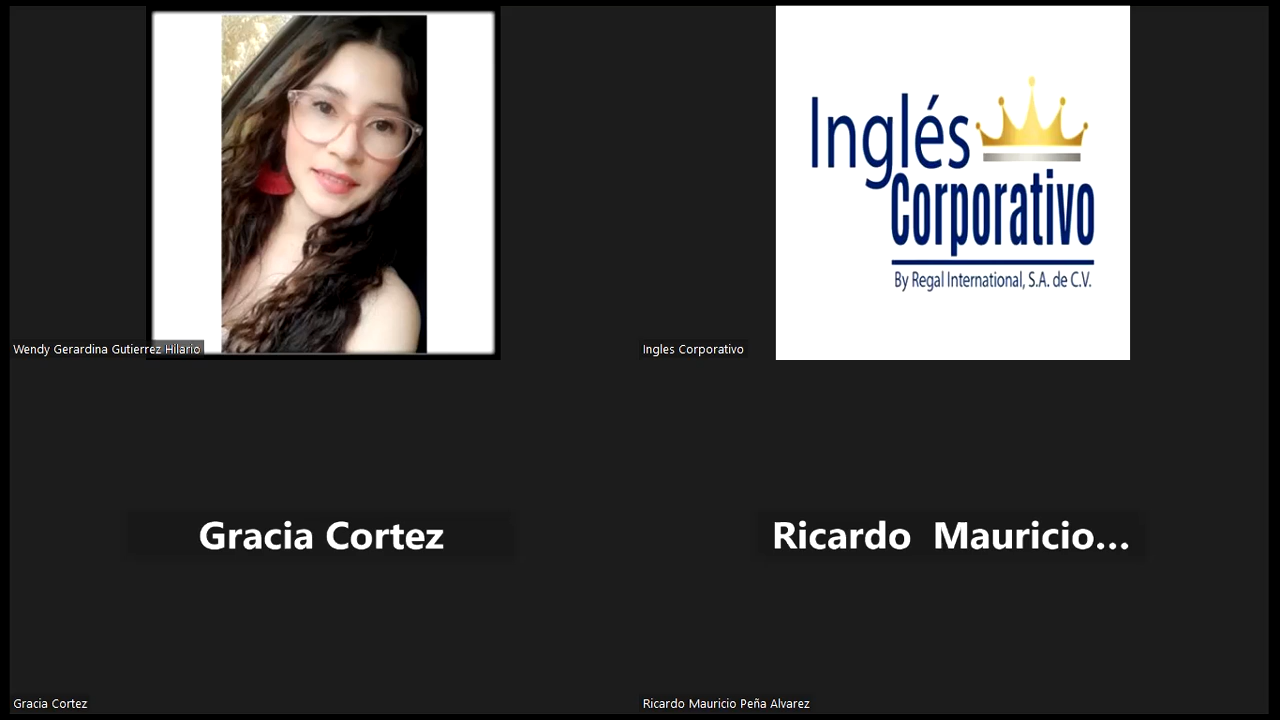 Inglés
Corporativo
By Regal International, S.A. de C.V.
Wendy Gerardina Gutierrez Hilario
Ingles Corporativo
Gracia Cortez
Ricardo  Mauricio...
Gracia Cortez
Ricardo Mauricio Peña Alvarez